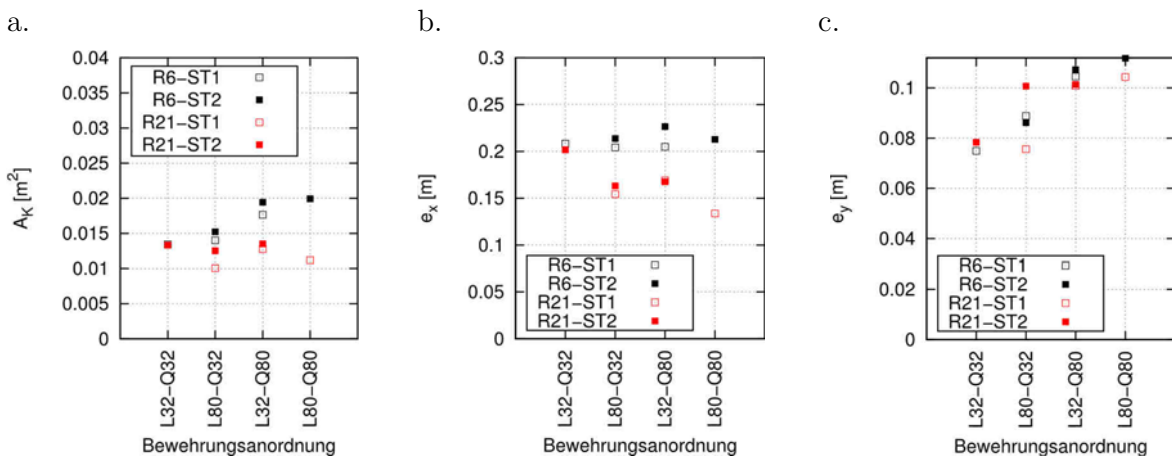 a.
0.04
0.035
0.03
0.025
0.02
0.015
0.01
0.005
0
A_K [m²]
R6−ST1
R6−ST2
R21−ST1
R21−ST2
L32−Q32
L80−Q32
L32−Q80
L80−Q80
Bewehrungsanordnung
b.
0.3
0.25
0.2
0.15
0.1
0.05
0
e_x [m]
R6−ST1
R6−ST2
R21−ST1
R21−ST2
L32−Q32
L80−Q32
L32−Q80
L80−Q80
Bewehrungsanordnung
c.
0.1
0.08
0.06
0.04
0.02
0
e_y [m]
R6−ST1
R6−ST2
R21−ST1
R21−ST2
L32−Q32
L80−Q32
L32−Q80
L80−Q80
Bewehrungsanordnung